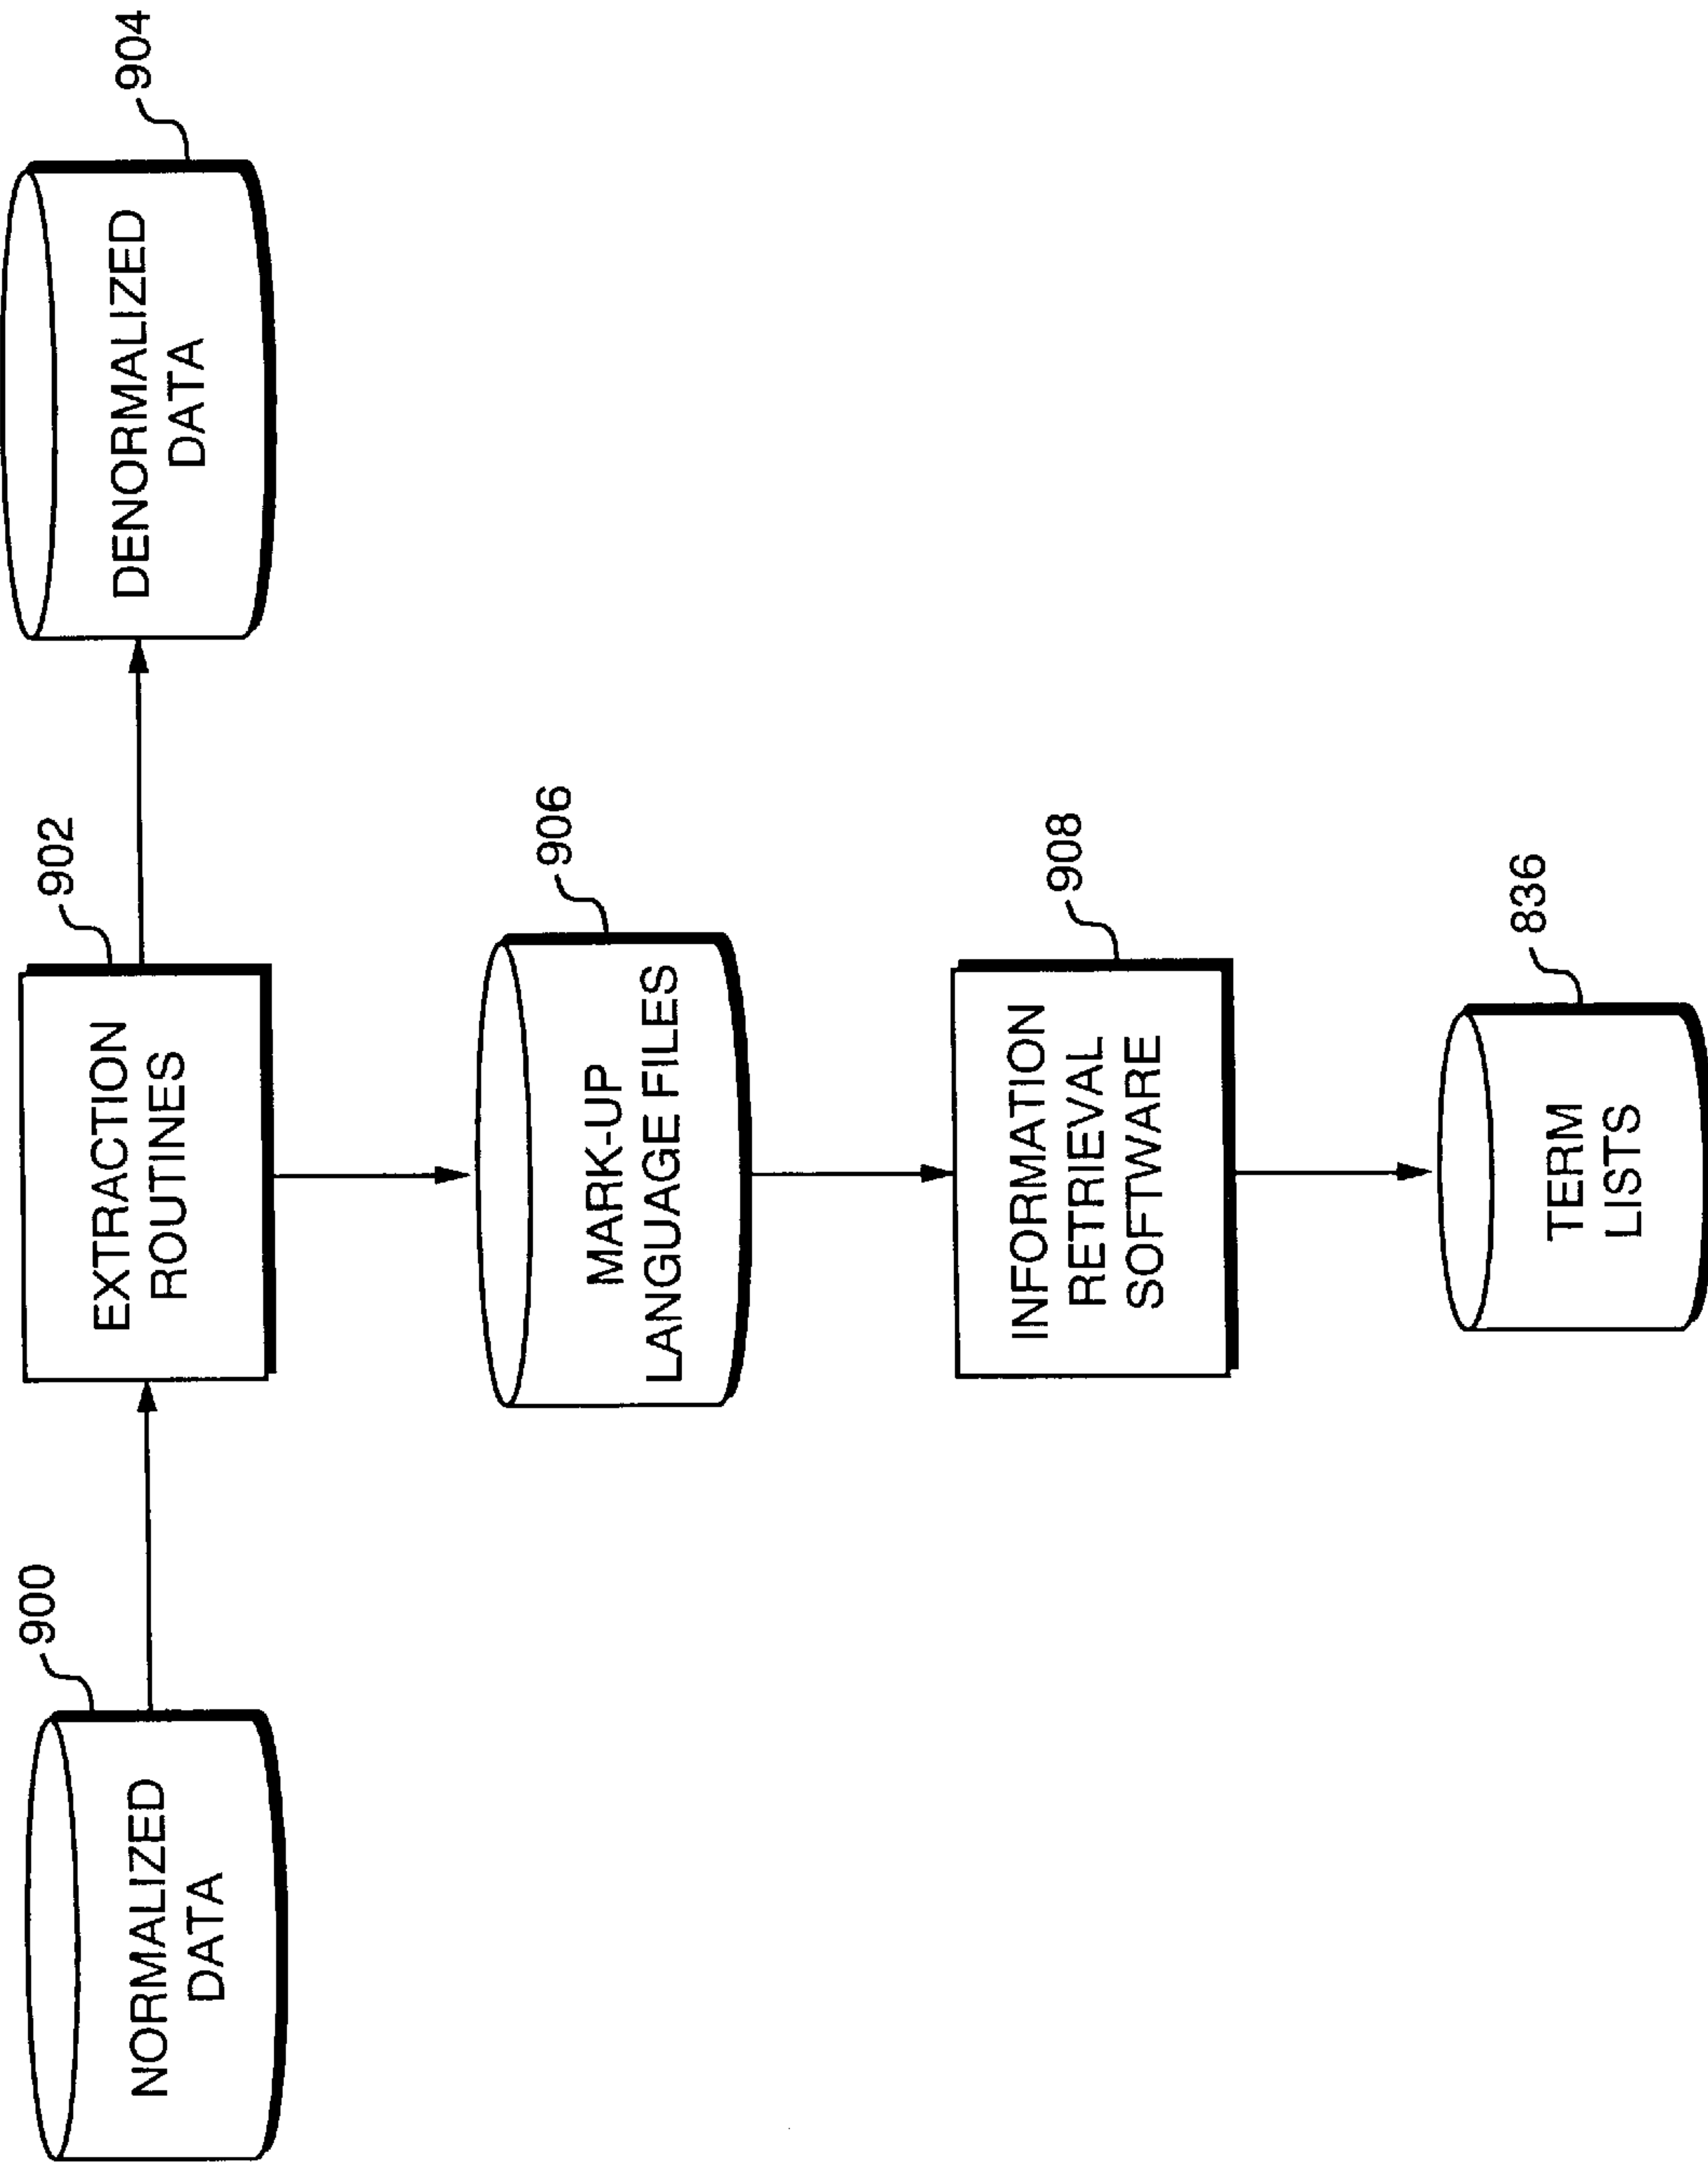 900
NORMALIZED
DATA
902
EXTRACTION
ROUTINES
904
DENORMALIZED
DATA
906
MARK-UP
LANGUAGE FILES
908
INFORMATION
RETRIEVAL
SOFTWARE
836
TERM
LISTS